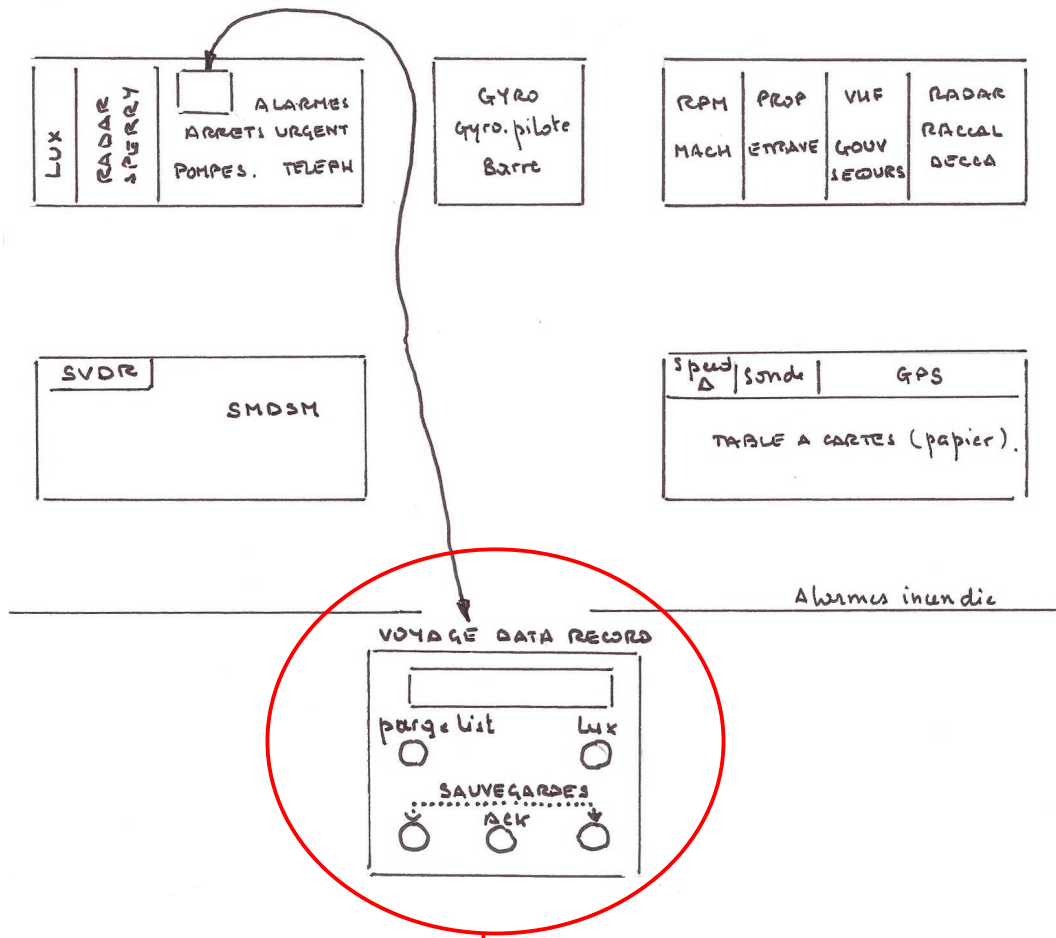 LUX
RADAR
SPERRY
ALARMES
ARRETS URGENT
POMPES. TELEPH
GYRO
Gyro.pilote
Barre
RPM
MACH
PROP
ETRAVE
VHF
GOUV
SECOURS
RADAR
RACCAL
DECCA
SVDR
SMDSM
Speed
Sonde
GPS
TABLE A CARTES (papier).
Alarmes incendie
VOYAGE DATA RECORD
parge list
Lux
SAUVEGARDES
ACK